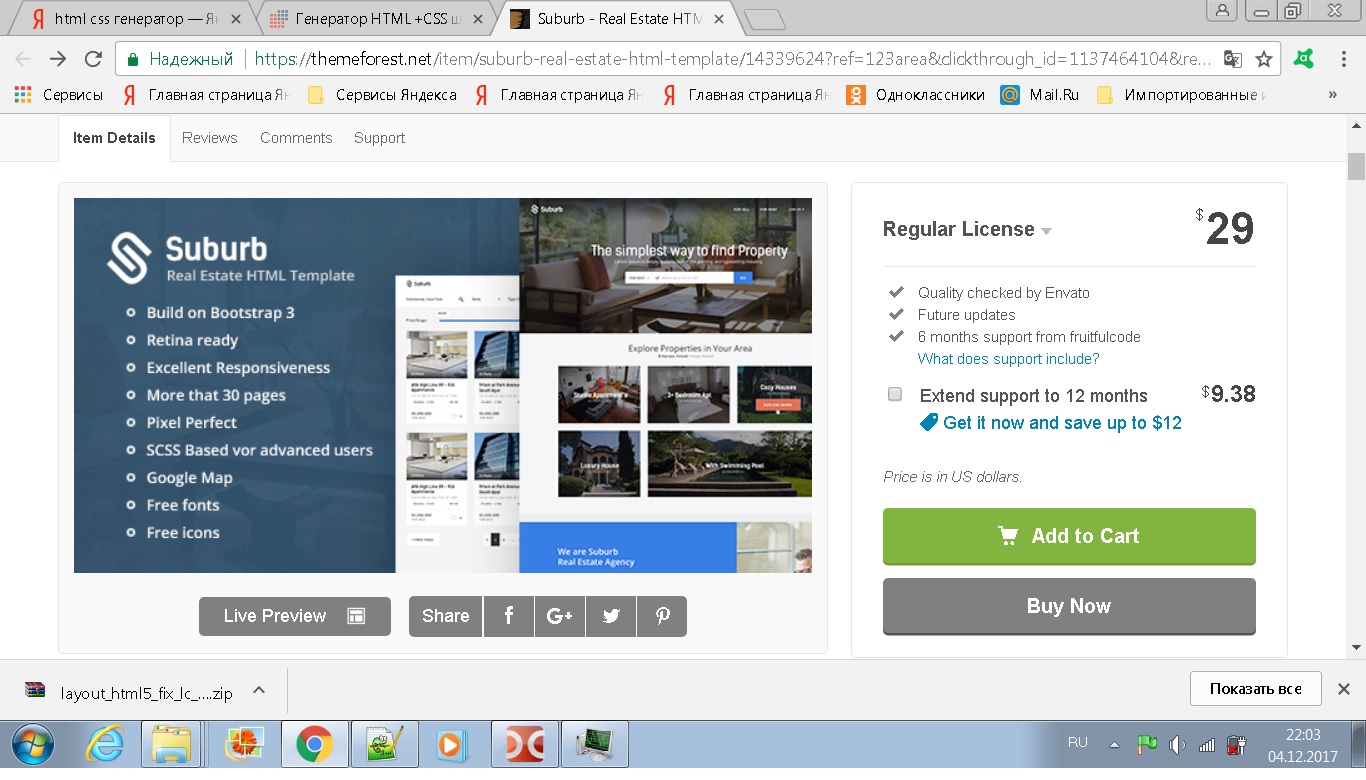 html css генератор — Ян
Генератор HTML +CSS ш
Suburb - Real Estate HTM
Надежный
https://themeforest.net/item/suburb-real-estate-html-template/14339624?ref=123area&clickthrough_id=1137464104&re...
Сервисы
Главная страница Ян
Сервисы Яндекса
Главная страница Ян
Главная страница Ян
Одноклассники
Mail.Ru
Импортированные и
»
Item Details
Reviews
Comments
Support
Suburb
Real Estate HTML Template
Build on Bootstrap 3
Retina ready
Excellent Responsiveness
More that 30 pages
Pixel Perfect
SCSS Based vor advanced users
Google Map
Free fonts
Free icons
Suburb
Suburb
The simplest way to find Property
Explore Properties in Your Area
Studio Apartment's
Cozy Houses
Luxury House
With Swimming Pool
We are Suburb
Real Estate Agency
Live Preview
Share
f
G+
Regular License
$29
Quality checked by Envato
Future updates
6 months support from fruitfulcode
What does support include?
Extend support to 12 months
$9.38
Get it now and save up to $12
Price is in US dollars.
Add to Cart
Buy Now
layout_html5_fix_lc_....zip
Показать все
RU
22:03
04.12.2017